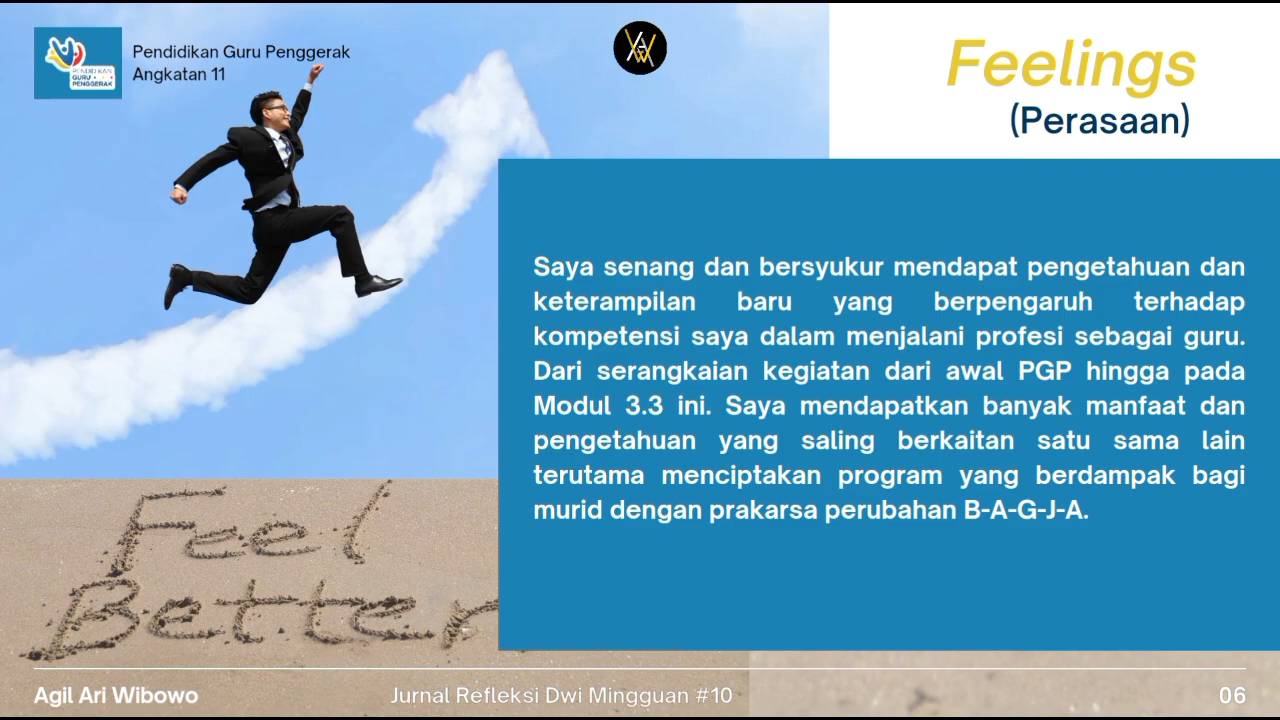 PENDIDIKAN
GURU
PENGGERAK
Pendidikan Guru Penggerak
Angkatan 11
Feelings
(Perasaan)
Saya senang dan bersyukur mendapat pengetahuan dan
keterampilan baru yang berpengaruh terhadap
kompetensi saya dalam menjalani profesi sebagai guru.
Dari serangkaian kegiatan dari awal PGP hingga pada
Modul 3.3 ini. Saya mendapatkan banyak manfaat dan
pengetahuan yang saling berkaitan satu sama lain
terutama menciptakan program yang berdampak bagi
murid dengan prakarsa perubahan B-A-G-J-A.
Feel
Better
Agil Ari Wibowo
Jurnal Refleksi Dwi Mingguan #10
06